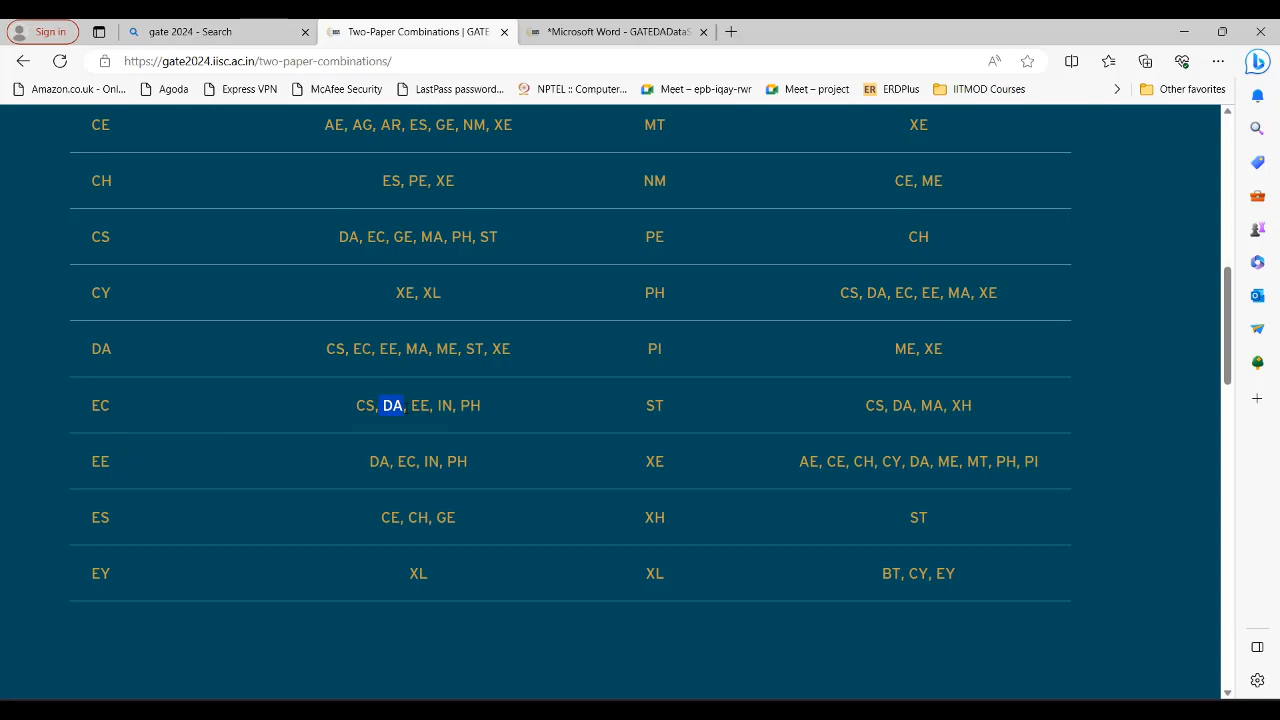 Sign in
gate 2024 - Search
Two-Paper Combinations | GATE
*Microsoft Word - GATEDADataS
https://gate2024.iisc.ac.in/two-paper-combinations/
Amazon.co.uk - Onl... Agoda Express VPN McAfee Security LastPass password... NPTEL :: Computer... Meet – epb-iqay-rwr Meet – project ERDPlus IITMOD Courses Other favorites
CE AE, AG, AR, ES, GE, NM, XE MT XE
CH ES, PE, XE NM CE, ME
CS DA, EC, GE, MA, PH, ST PE CH
CY XE, XL PH CS, DA, EC, EE, MA, XE
DA CS, EC, EE, MA, ME, ST, XE PI ME, XE
EC CS, DA, EE, IN, PH ST CS, DA, MA, XH
EE DA, EC, IN, PH XE AE, CE, CH, CY, DA, ME, MT, PH, PI
ES CE, CH, GE XH ST
EY XL XL BT, CY, EY